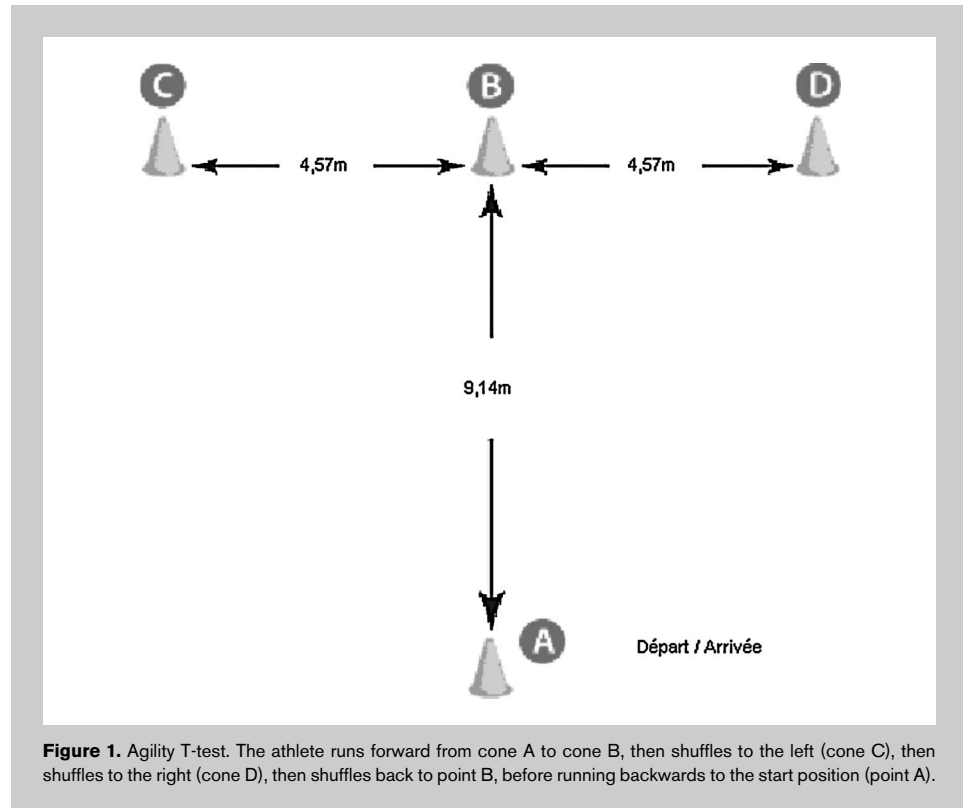 C B D
4,57m 4,57m
9,14m
A Départ / Arrivée
Figure 1. Agility T-test. The athlete runs forward from cone A to cone B, then shuffles to the left (cone C), then
shuffles to the right (cone D), then shuffles back to point B, before running backwards to the start position (point A).